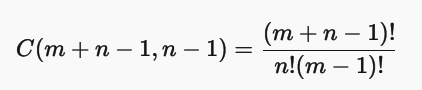 C(m + n − 1, n − 1) = (m + n − 1)! / n!(m − 1)!